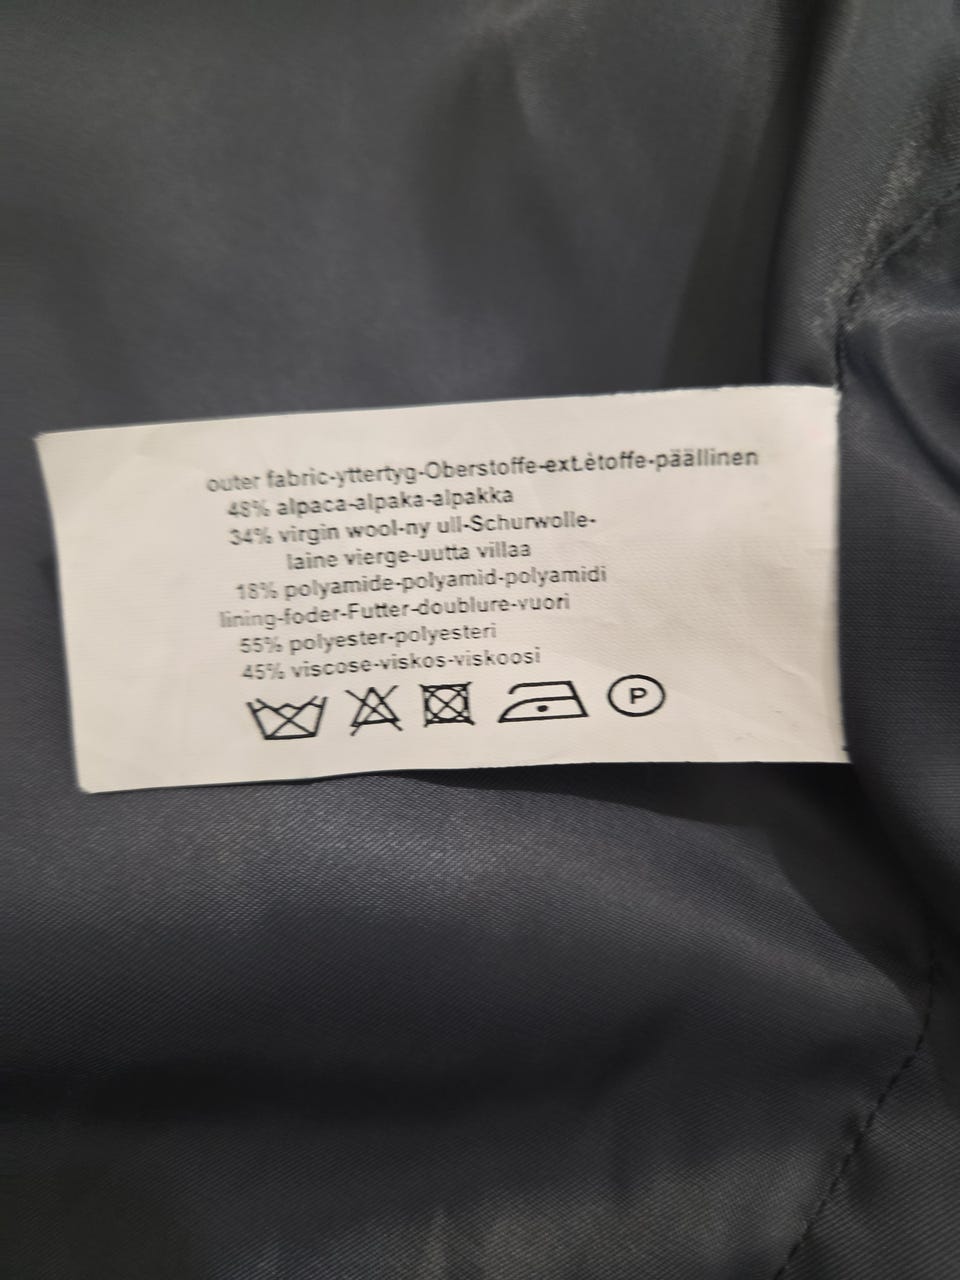 outer fabric-yttertyg-Oberstoffe-ext.ètoffe-päällinen
48% alpaca-alpaka-alpakka
34% virgin wool-ny ull-Schurwolle-
laine vierge-uutta villaa
18% polyamide-polyamid-polyamidi
lining-foder-Futter-doublure-vuori
55% polyester-polyesteri
45% viscose-viskos-viskoosi
P